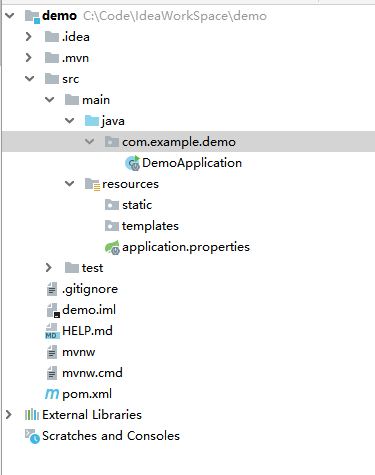 demo C:\Code\IdeaWorkSpace\demo
.idea
.mvn
src
main
java
com.example.demo
DemoApplication
resources
static
templates
application.properties
test
.gitignore
demo.iml
HELP.md
mvnw
mvnw.cmd
pom.xml
External Libraries
Scratches and Consoles